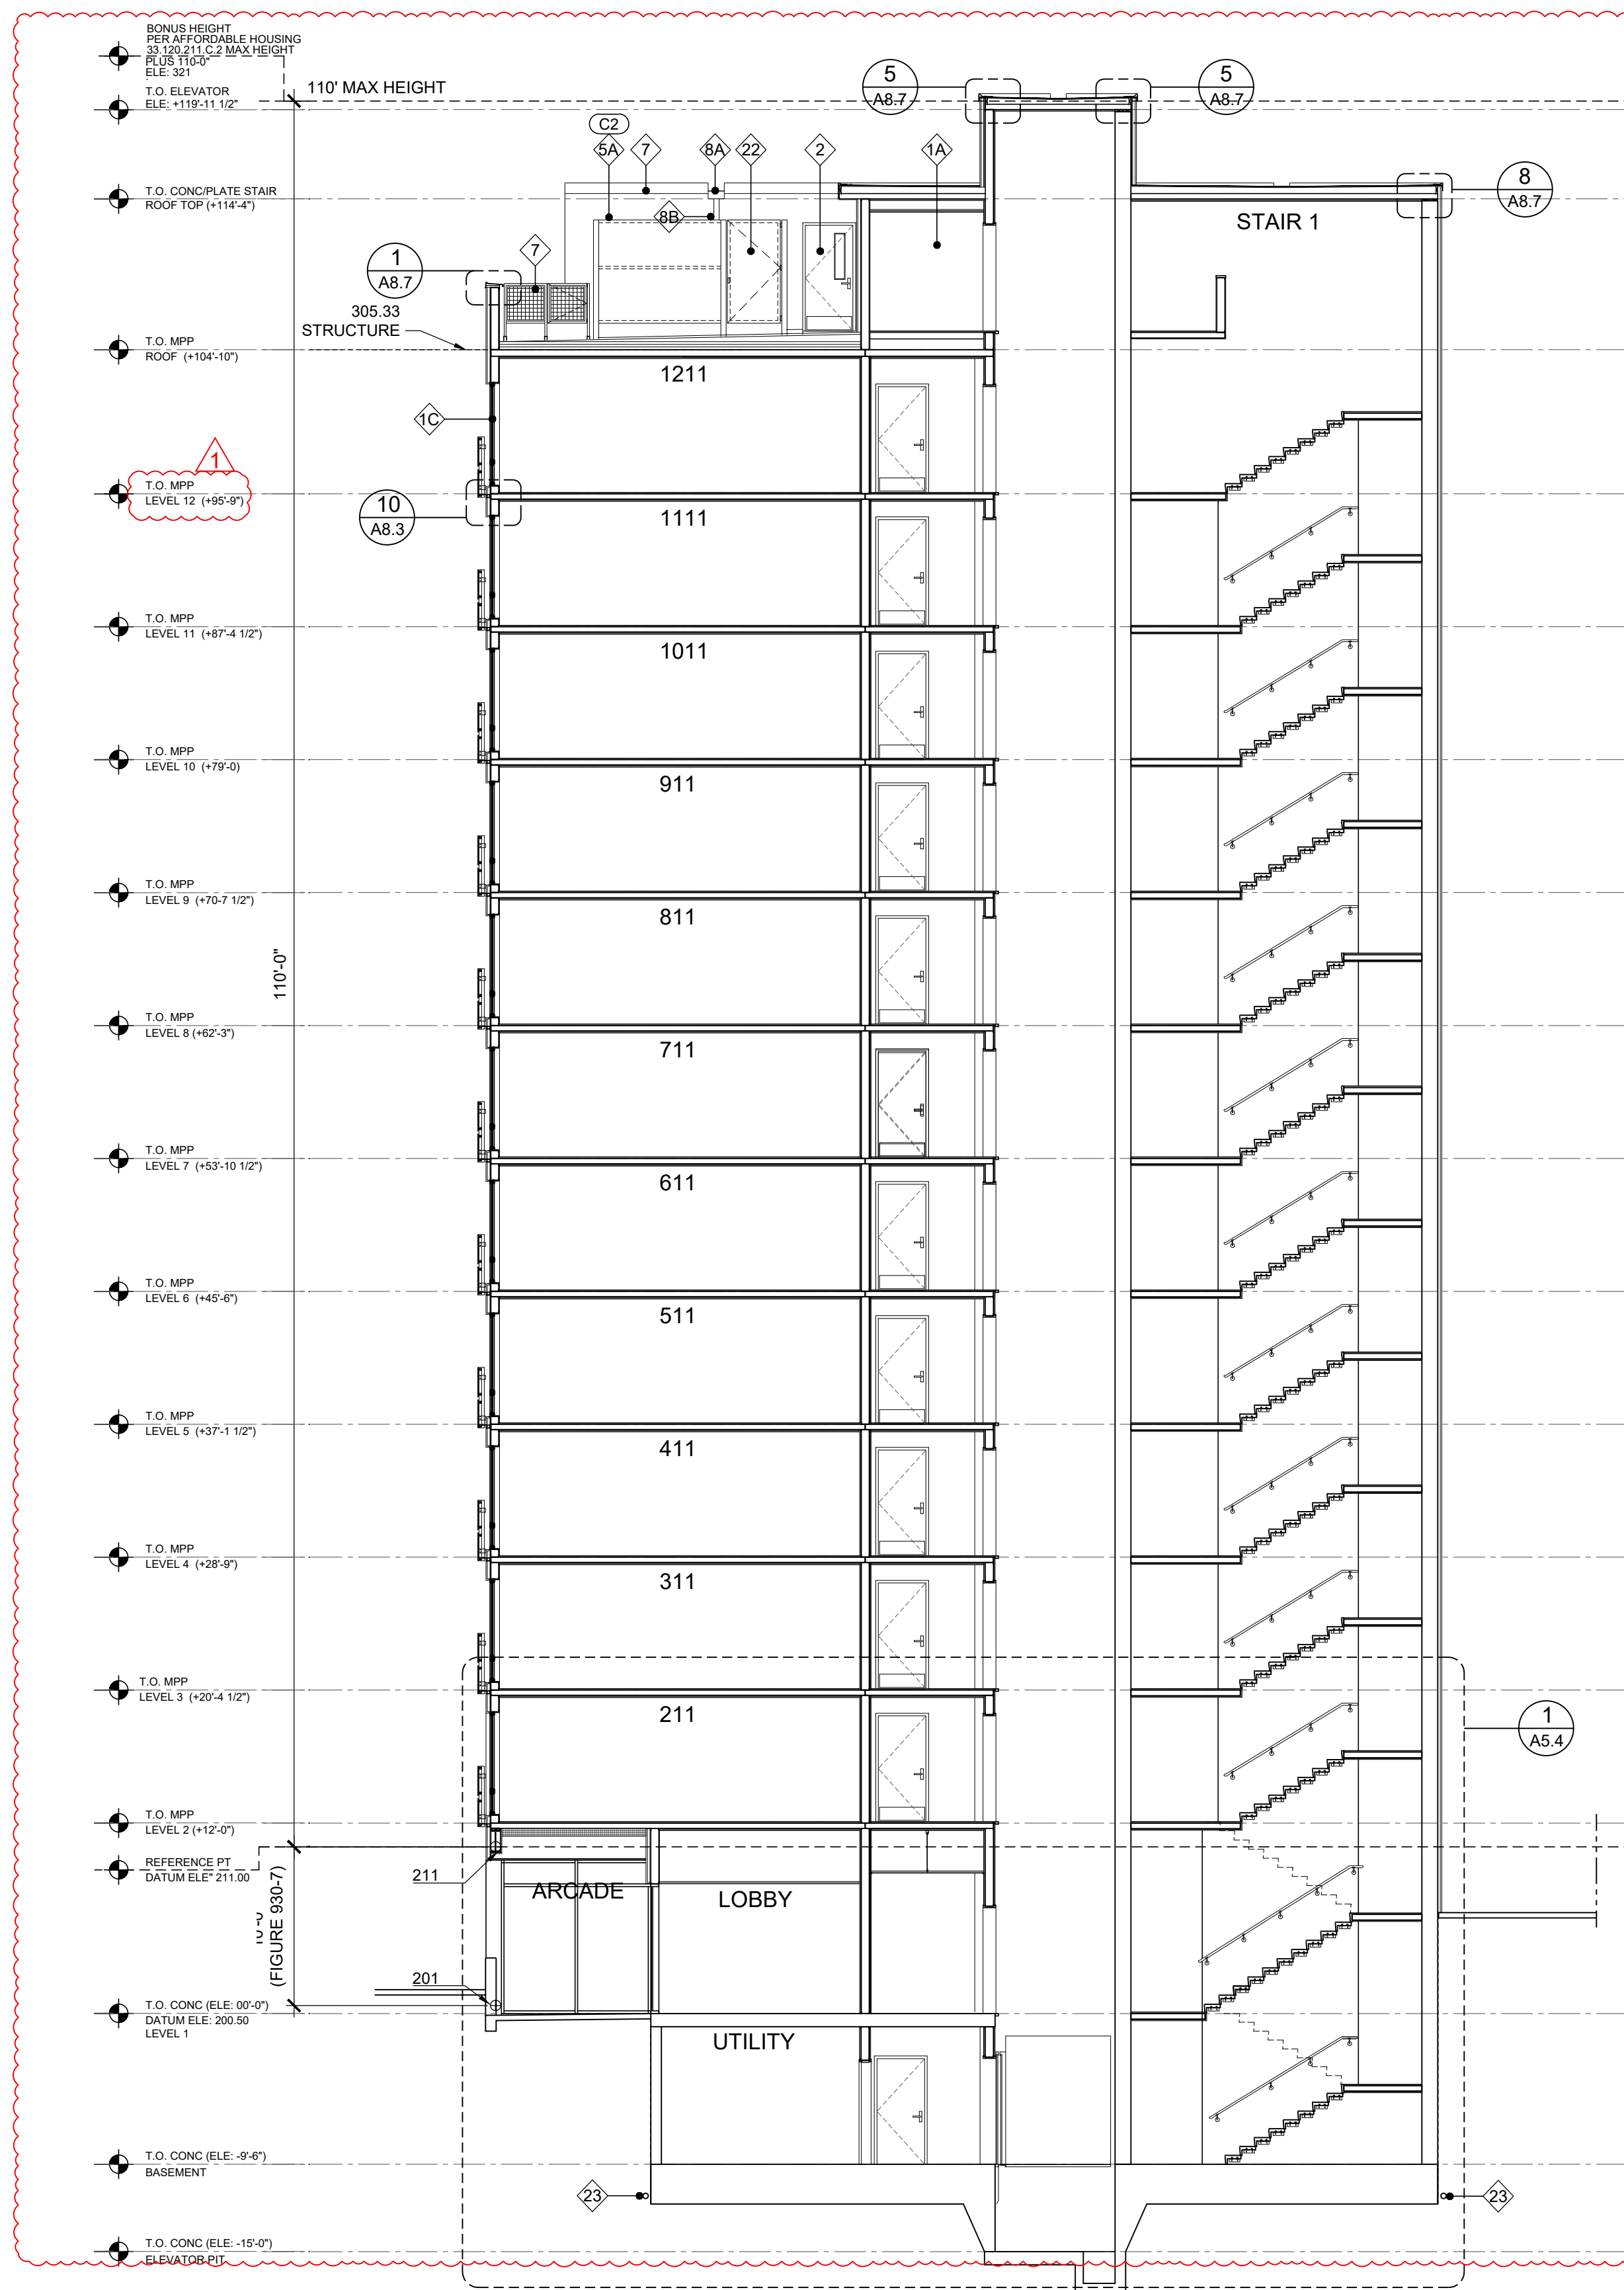 BONUS HEIGHT
PER AFFORDABLE HOUSING
33.120.211.C.2 MAX HEIGHT
PLUS 110-0"
ELE: 321
T.O. ELEVATOR
ELE: +119'-11 1/2"
110' MAX HEIGHT
5
A8.7
5
A8.7
C2
5A
7
8A
22
2
1A
8B
7
T.O. CONC/PLATE STAIR
ROOF TOP (+114'-4")
8
A8.7
STAIR 1
1
A8.7
305.33
STRUCTURE
T.O. MPP
ROOF (+104'-10")
1211
1C
1
T.O. MPP
LEVEL 12 (+95'-9")
10
A8.3
1111
T.O. MPP
LEVEL 11 (+87'-4 1/2")
1011
T.O. MPP
LEVEL 10 (+79'-0)
911
T.O. MPP
LEVEL 9 (+70-7 1/2")
811
110'-0"
T.O. MPP
LEVEL 8 (+62'-3")
711
T.O. MPP
LEVEL 7 (+53'-10 1/2")
611
T.O. MPP
LEVEL 6 (+45'-6")
511
T.O. MPP
LEVEL 5 (+37'-1 1/2")
411
T.O. MPP
LEVEL 4 (+28'-9")
311
T.O. MPP
LEVEL 3 (+20'-4 1/2")
211
1
A5.4
T.O. MPP
LEVEL 2 (+12'-0")
REFERENCE PT
DATUM ELE" 211.00
211
ARCADE
LOBBY
(FIGURE 930-7)
201
T.O. CONC (ELE: 00'-0")
DATUM ELE: 200.50
LEVEL 1
UTILITY
T.O. CONC (ELE: -9'-6")
BASEMENT
23
23
T.O. CONC (ELE: -15'-0")
ELEVATOR PIT